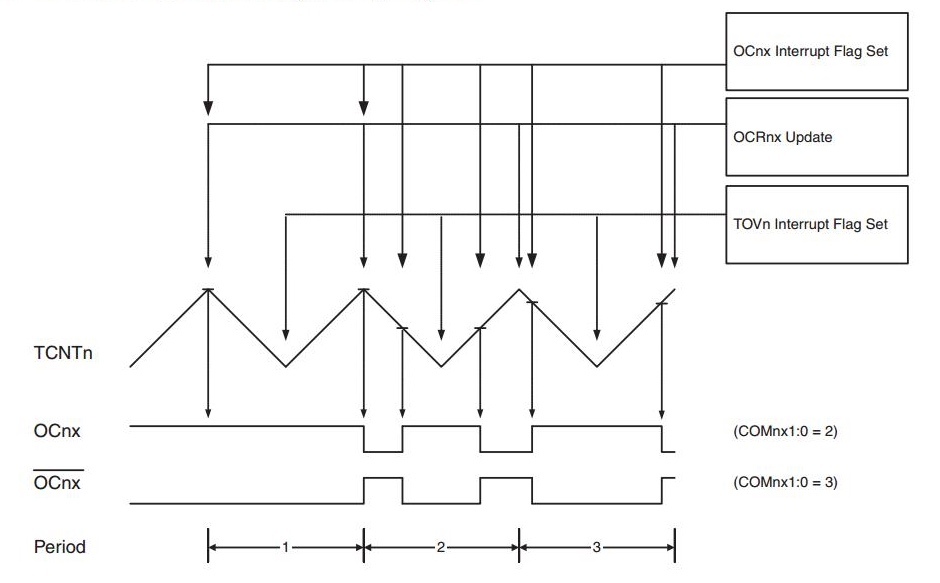 OCnx Interrupt Flag Set
OCRnx Update
TOVn Interrupt Flag Set
TCNTn
OCnx
(COMnx1:0 = 2)
OCnx
(COMnx1:0 = 3)
Period
1
2
3